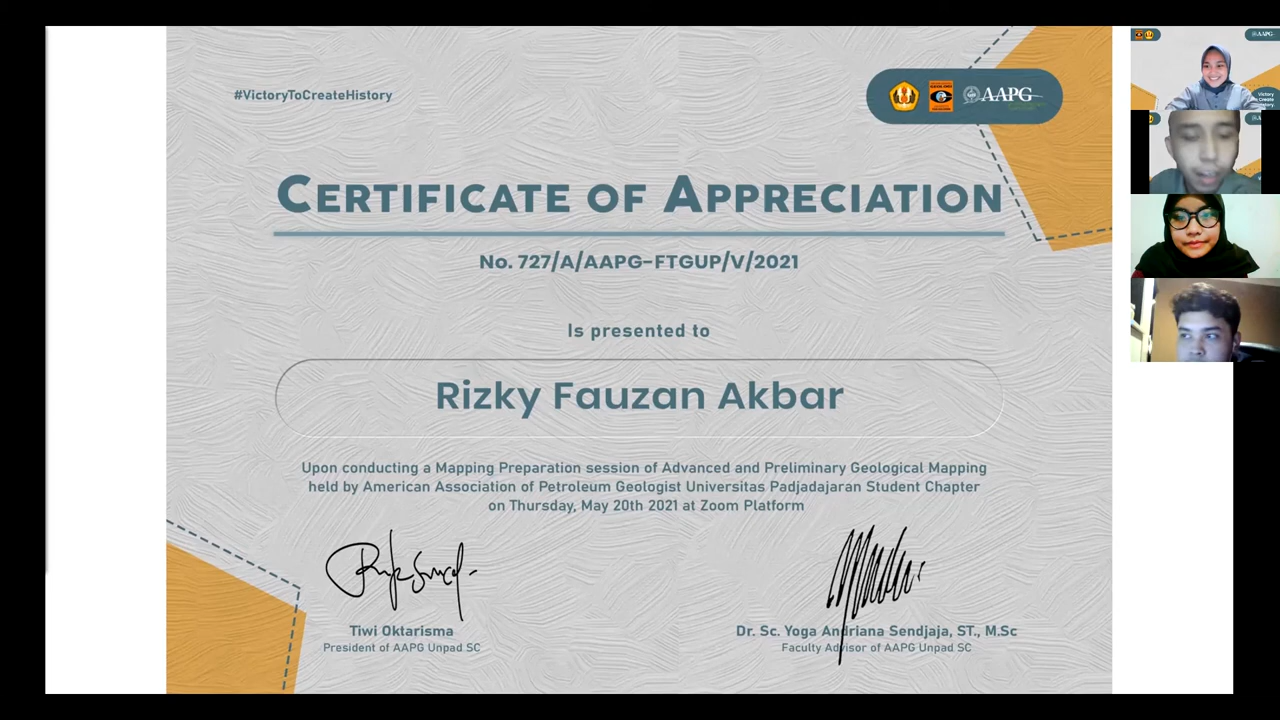 #VictoryToCreateHistory
AAPG
CERTIFICATE OF APPRECIATION
No. 727/A/AAPG-FTGUP/V/2021
Is presented to
Rizky Fauzan Akbar
Upon conducting a Mapping Preparation session of Advanced and Preliminary Geological Mapping
held by American Association of Petroleum Geologist Universitas Padjadajaran Student Chapter
on Thursday, May 20th 2021 at Zoom Platform
Tiwi Oktarisma
President of AAPG Unpad SC
Dr. Sc. Yoga Andriana Sendjaja, ST., M.Sc
Faculty Advisor of AAPG Unpad SC
AAPG
Victory